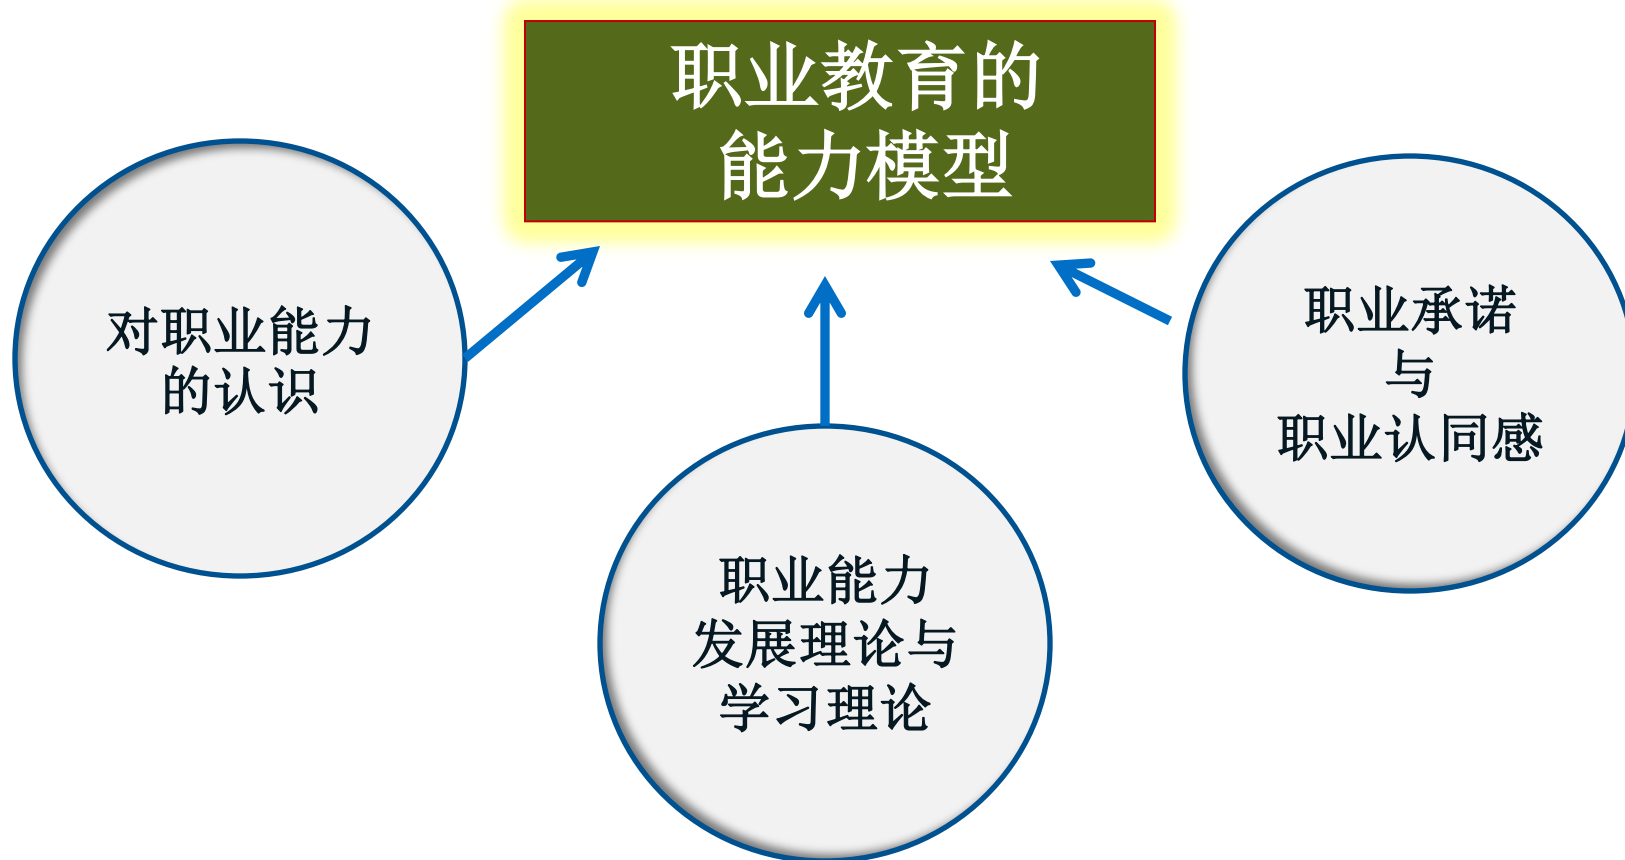 职业教育的
能力模型
对职业能力
的认识
职业能力
发展理论与
学习理论
职业承诺
与
职业认同感